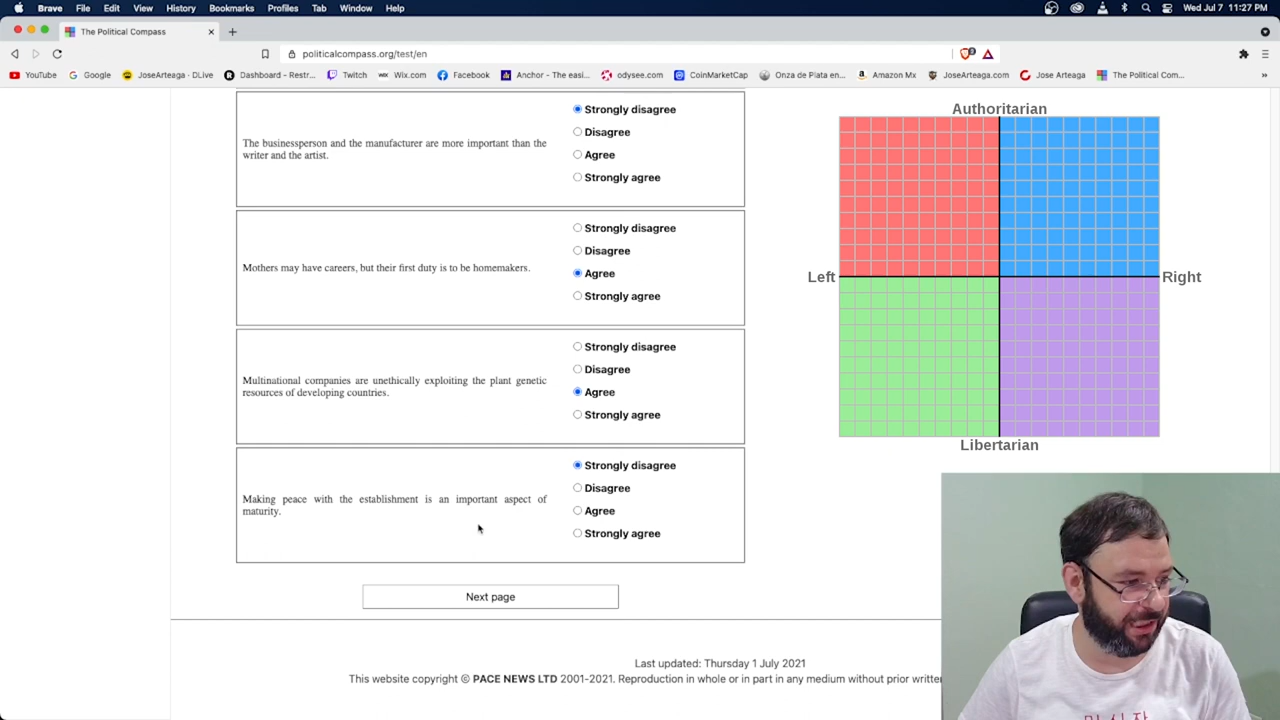 Brave File Edit View History Bookmarks Profiles Tab Window Help Wed Jul 7 11:27 PM
The Political Compass
politicalcompass.org/test/en
YouTube Google JoseArteaga · DLive Dashboard - Restr... Twitch Wix.com Facebook Anchor - The easi... odysee.com CoinMarketCap Onza de Plata en... Amazon Mx JoseArteaga.com Jose Arteaga The Political Com...
The businessperson and the manufacturer are more important than the
writer and the artist.
Strongly disagree
Disagree
Agree
Strongly agree
Mothers may have careers, but their first duty is to be homemakers.
Strongly disagree
Disagree
Agree
Strongly agree
Multinational companies are unethically exploiting the plant genetic
resources of developing countries.
Strongly disagree
Disagree
Agree
Strongly agree
Making peace with the establishment is an important aspect of
maturity.
Strongly disagree
Disagree
Agree
Strongly agree
Next page
Authoritarian
Left
Right
Libertarian
Last updated: Thursday 1 July 2021
This website copyright © PACE NEWS LTD 2001-2021. Reproduction in whole or in part in any medium without prior written